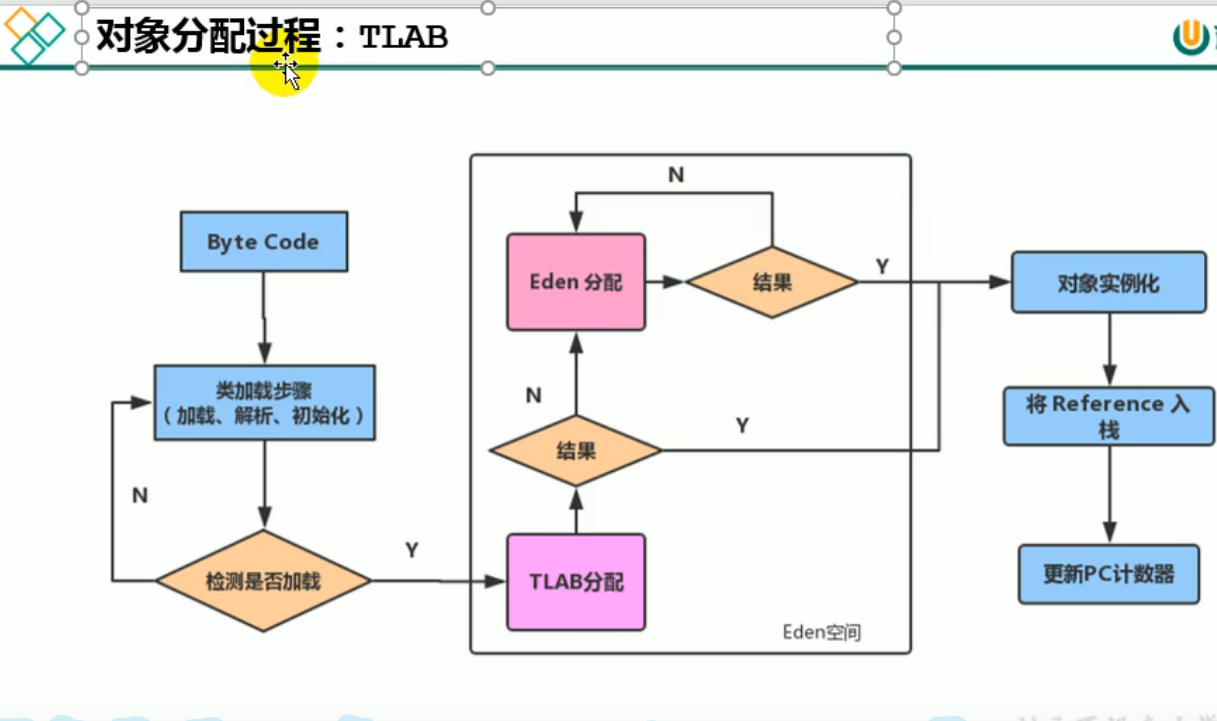 对象分配过程：TLAB
Byte Code
类加载步骤
（加载、解析、初始化）
N
检测是否加载
Y
N
Eden 分配
结果
Y
N
结果
Y
TLAB分配
Eden空间
对象实例化
将 Reference 入
栈
更新PC计数器